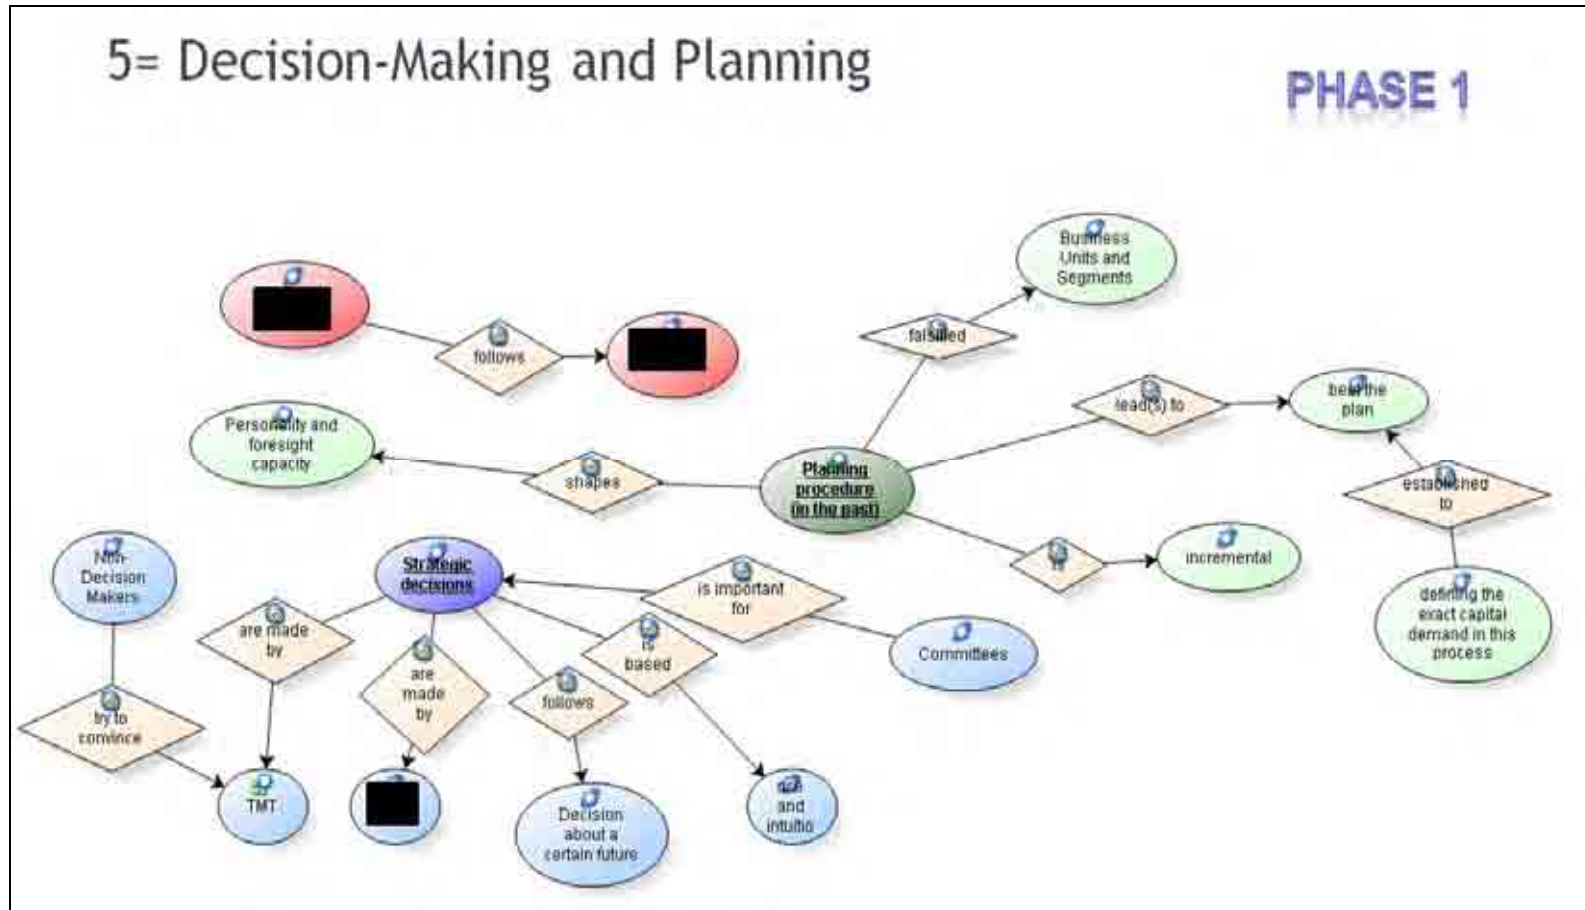 5= Decision-Making and Planning
PHASE 1
Business
Units and
Segments
falsified
follows
lead(s) to
beat the
plan
Personality and
foresight
capacity
shapes
Planning
procedure
(in the past)
established
to
incremental
defining the
exact capital
demand in this
process
Non-
Decision
Makers
Strategic
decisions
is important
for
Committees
are made
by
is
based
are
made
by
follows
try to
convince
TMT
Decision
about a
certain future
and
intuitio